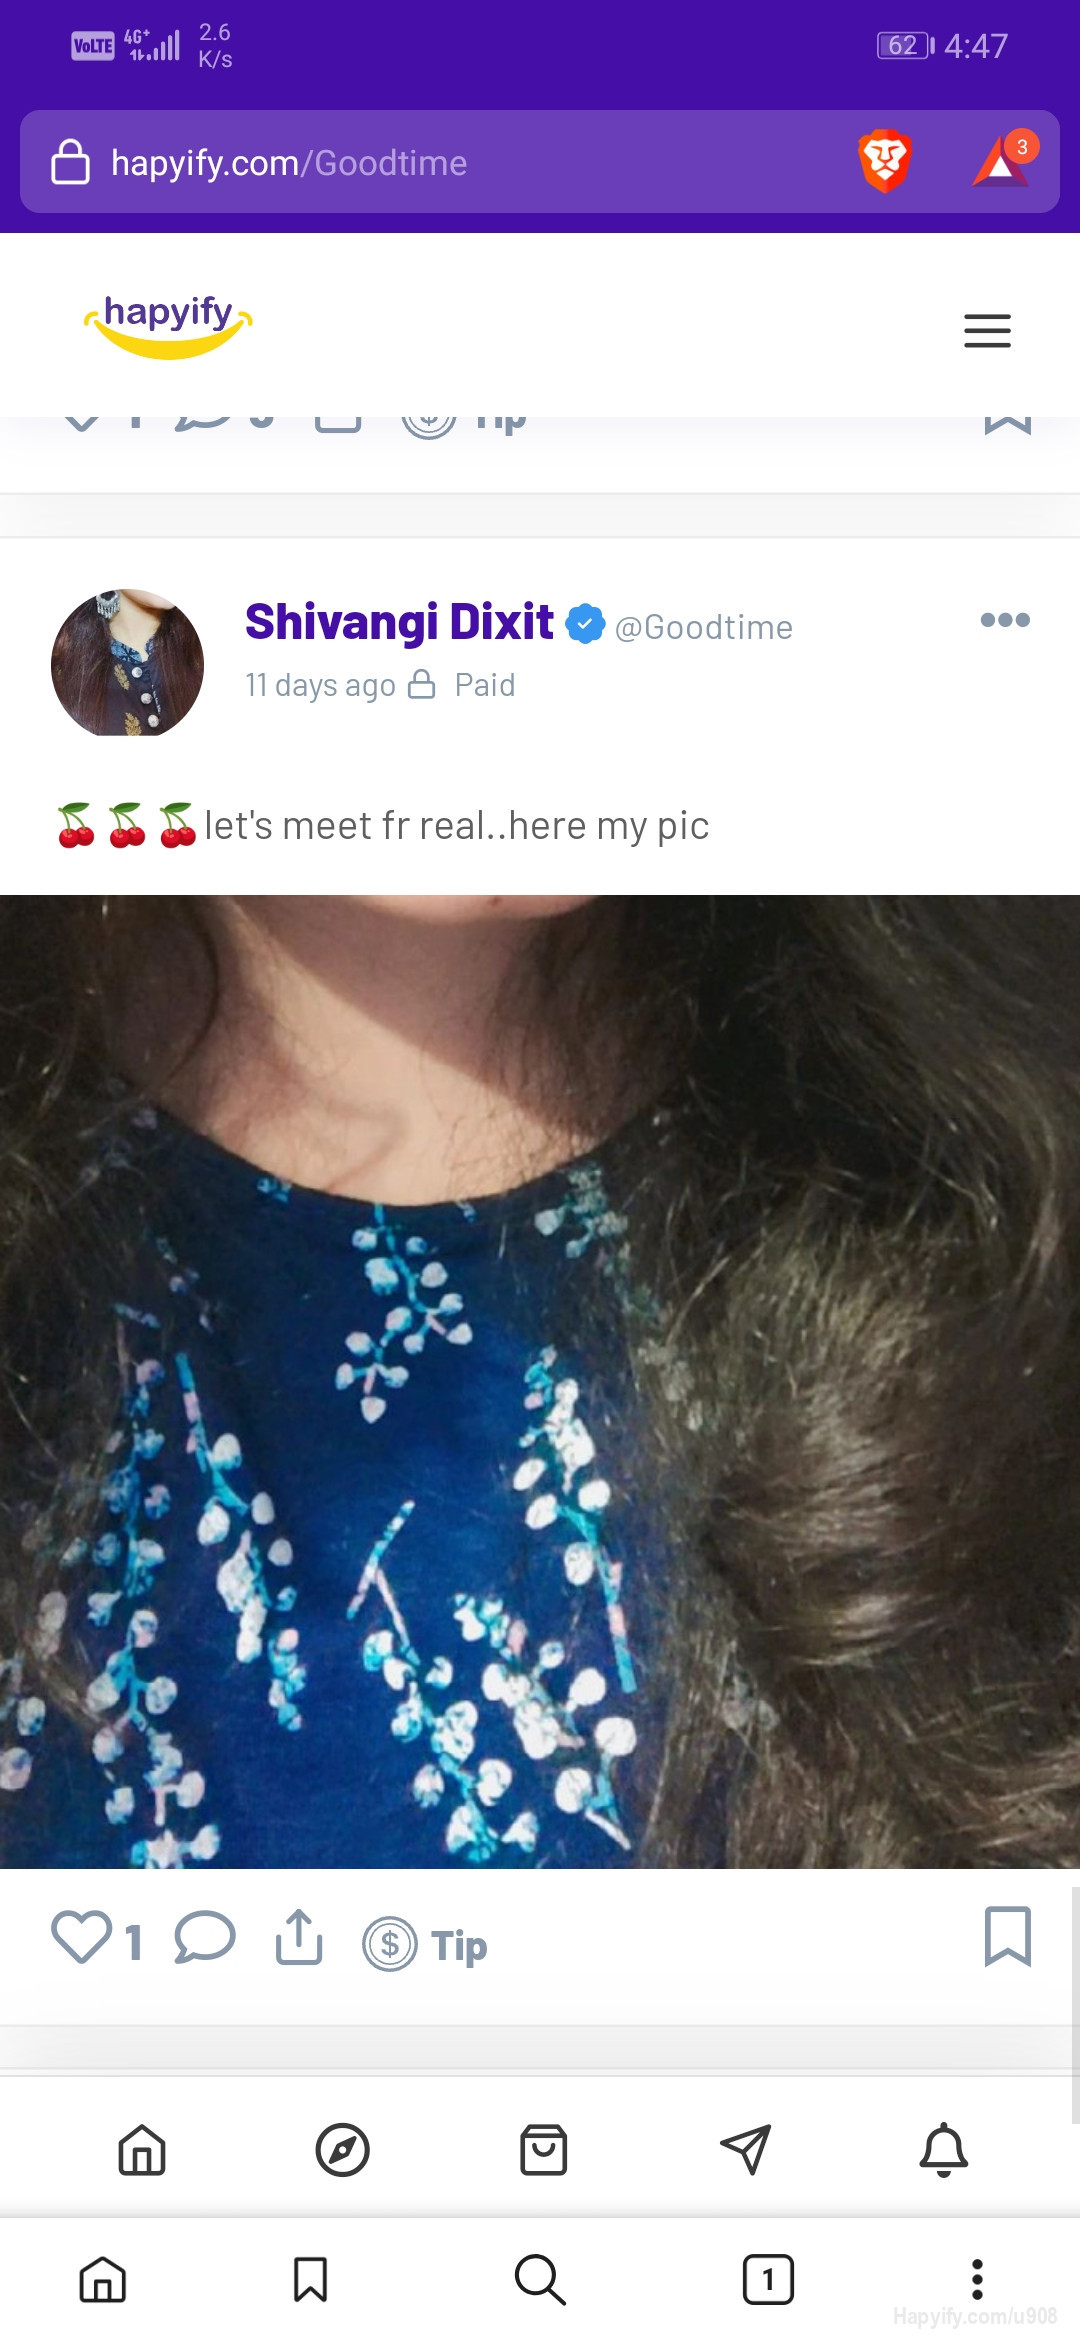 VoLTE 4G+ 2.6 K/s 62 4:47
hapyify.com/Goodtime 3
hapyify
Tip
Shivangi Dixit @Goodtime
11 days ago Paid
🍒🍒🍒let's meet fr real..here my pic
1 $ Tip
1
Hapyify.com/u908